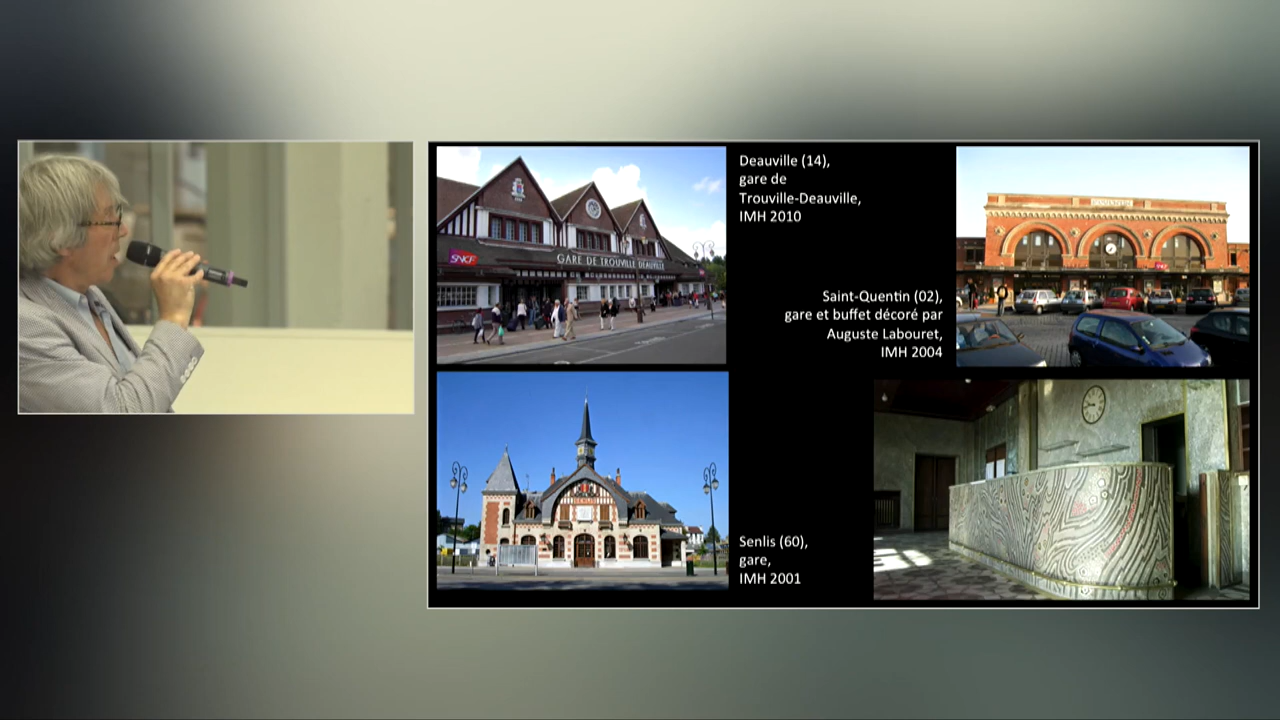 Deauville (14),
gare de
Trouville-Deauville,
IMH 2010
SNCF
GARE DE TROUVILLE DEAUVILLE
Saint-Quentin (02),
gare et buffet décoré par
Auguste Labouret,
IMH 2004
Senlis (60),
gare,
IMH 2001